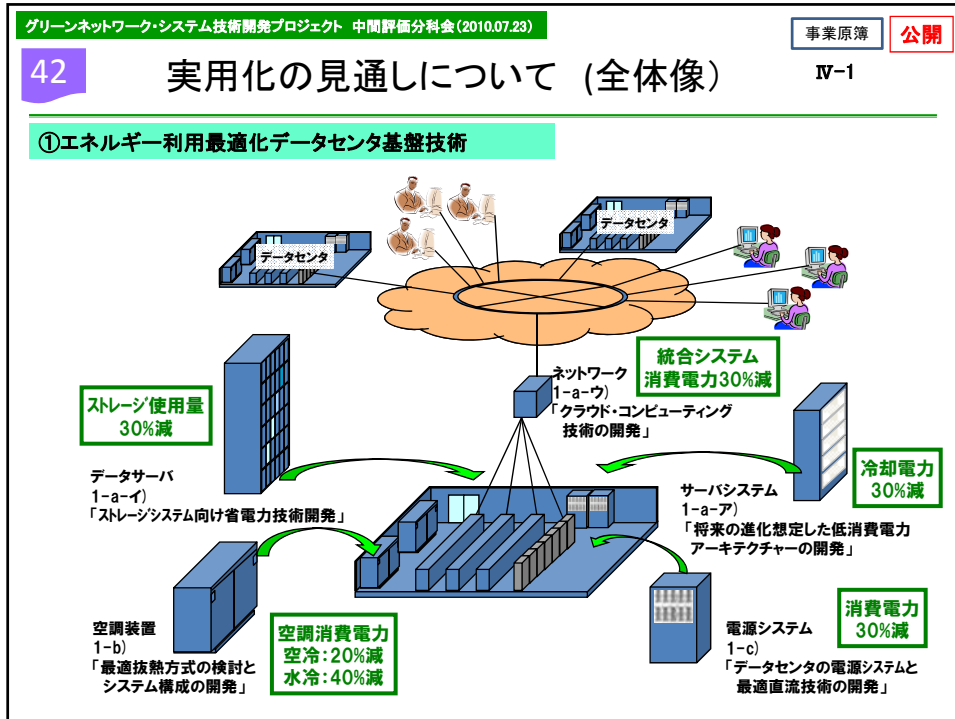 グリーンネットワーク・システム技術開発プロジェクト 中間評価分科会(2010.07.23)
事業原簿
公開
42
実用化の見通しについて (全体像)
Ⅳ-1
①エネルギー利用最適化データセンタ基盤技術
データセンタ
データセンタ
統合システム
消費電力30%減
ネットワーク
1-a-ウ)
「クラウド・コンピューティング
技術の開発」
ストレージ使用量
30%減
データサーバ
1-a-イ)
「ストレージシステム向け省電力技術開発」
冷却電力
30%減
サーバシステム
1-a-ア)
「将来の進化想定した低消費電力
アーキテクチャーの開発」
空調装置
1-b)
「最適抜熱方式の検討と
システム構成の開発」
空調消費電力
空冷:20%減
水冷:40%減
消費電力
30%減
電源システム
1-c)
「データセンタの電源システムと
最適直流技術の開発」